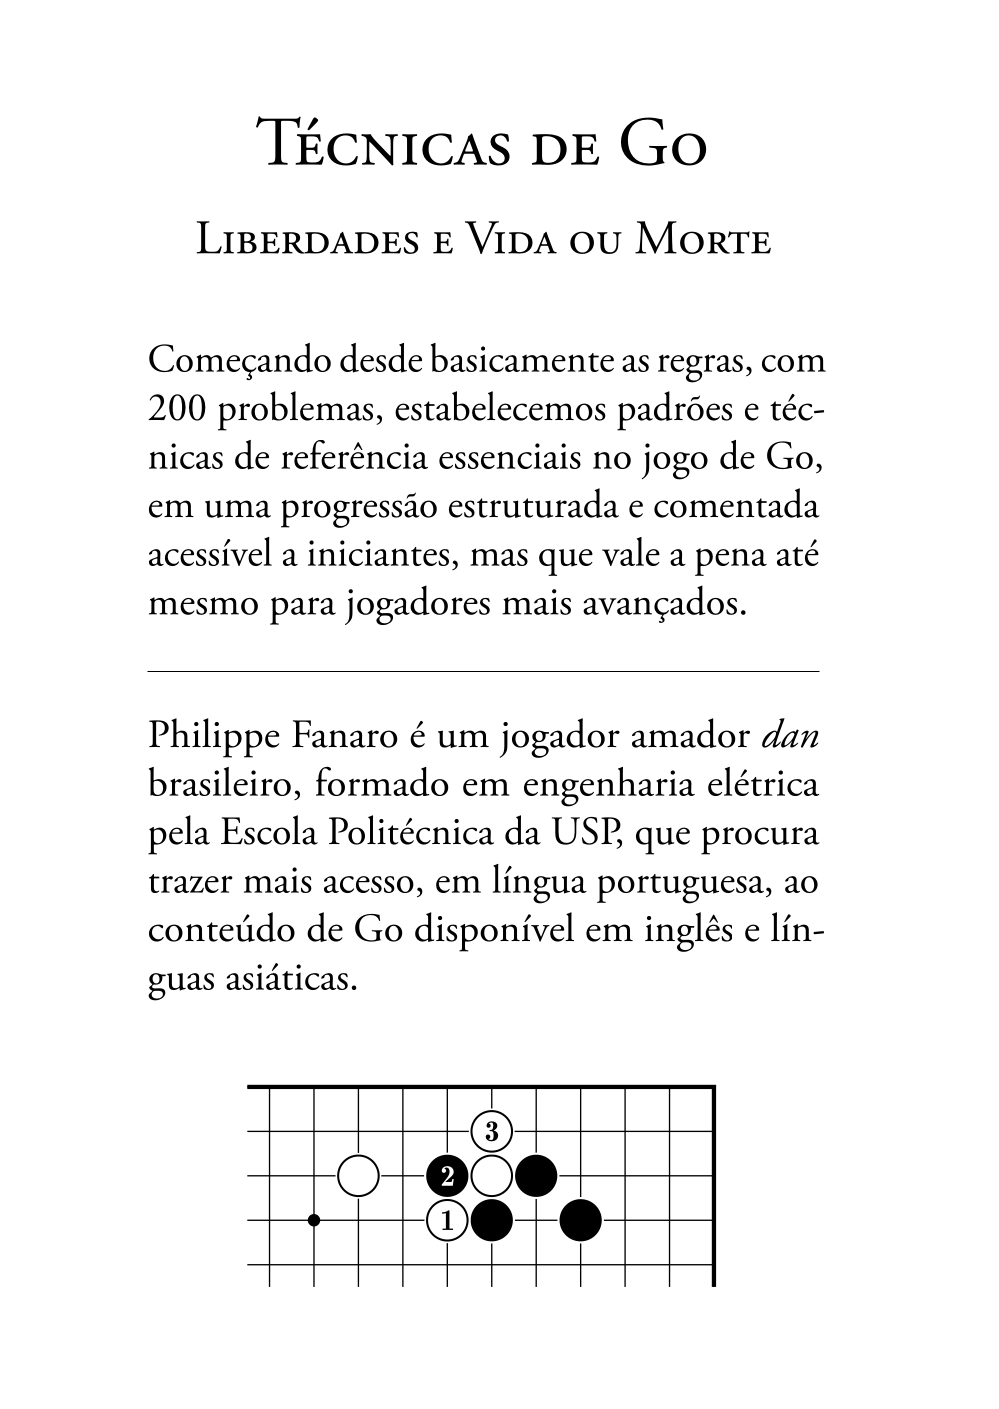 Técnicas de Go
Liberdades e Vida ou Morte
Começando desde basicamente as regras, com
200 problemas, estabelecemos padrões e téc-
nicas de referência essenciais no jogo de Go,
em uma progressão estruturada e comentada
acessível a iniciantes, mas que vale a pena até
mesmo para jogadores mais avançados.
Philippe Fanaro é um jogador amador dan
brasileiro, formado em engenharia elétrica
pela Escola Politécnica da USP, que procura
trazer mais acesso, em língua portuguesa, ao
conteúdo de Go disponível em inglês e lín-
guas asiáticas.
3
2
1